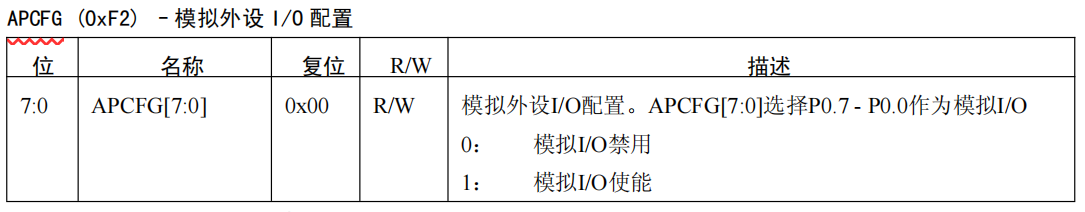 APCFG (0xF2) -模拟外设 I/O 配置
位 名称 复位 R/W 描述
7:0 APCFG[7:0] 0x00 R/W 模拟外设I/O配置。APCFG[7:0]选择P0.7 - P0.0作为模拟I/O
0： 模拟I/O禁用
1： 模拟I/O使能